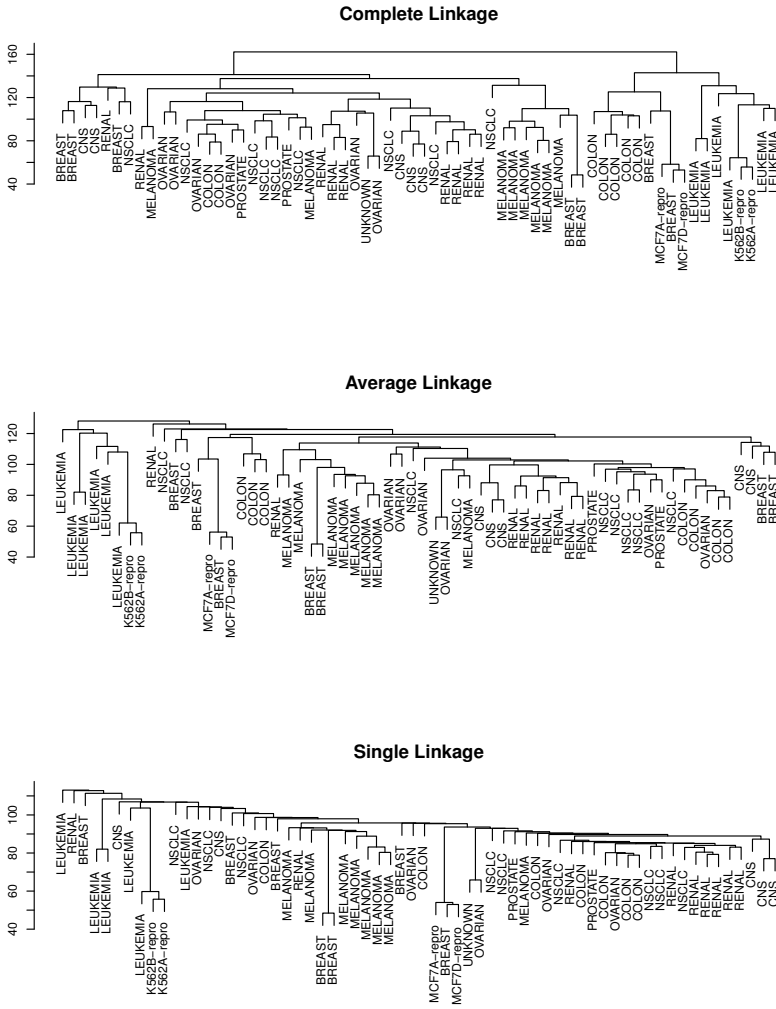 Complete Linkage
160
120
80
40
BREAST
BREAST
CNS
CNS
RENAL
BREAST
NSCLC
RENAL
MELANOMA
OVARIAN
OVARIAN
NSCLC
OVARIAN
COLON
COLON
OVARIAN
PROSTATE
NSCLC
NSCLC
NSCLC
PROSTATE
NSCLC
MELANOMA
RENAL
RENAL
RENAL
OVARIAN
UNKNOWN
OVARIAN
NSCLC
CNS
CNS
CNS
NSCLC
RENAL
RENAL
RENAL
RENAL
NSCLC
MELANOMA
MELANOMA
MELANOMA
MELANOMA
MELANOMA
MELANOMA
BREAST
BREAST
COLON
COLON
COLON
COLON
COLON
BREAST
MCF7A-repro
BREAST
MCF7D-repro
LEUKEMIA
LEUKEMIA
LEUKEMIA
LEUKEMIA
K562B-repro
K562A-repro
LEUKEMIA
LEUKEMIA
Average Linkage
120
100
80
60
40
LEUKEMIA
LEUKEMIA
LEUKEMIA
LEUKEMIA
LEUKEMIA
LEUKEMIA
K562B-repro
K562A-repro
RENAL
NSCLC
BREAST
NSCLC
BREAST
MCF7A-repro
BREAST
MCF7D-repro
COLON
COLON
COLON
RENAL
MELANOMA
MELANOMA
BREAST
BREAST
MELANOMA
MELANOMA
MELANOMA
MELANOMA
MELANOMA
OVARIAN
OVARIAN
NSCLC
OVARIAN
UNKNOWN
OVARIAN
NSCLC
MELANOMA
CNS
CNS
CNS
RENAL
RENAL
RENAL
RENAL
RENAL
RENAL
RENAL
PROSTATE
NSCLC
NSCLC
NSCLC
NSCLC
OVARIAN
PROSTATE
NSCLC
COLON
COLON
OVARIAN
COLON
COLON
CNS
CNS
BREAST
BREAST
Single Linkage
100
80
60
40
LEUKEMIA
RENAL
BREAST
LEUKEMIA
LEUKEMIA
CNS
LEUKEMIA
LEUKEMIA
K562B-repro
K562A-repro
NSCLC
LEUKEMIA
OVARIAN
NSCLC
CNS
BREAST
NSCLC
OVARIAN
COLON
BREAST
MELANOMA
RENAL
MELANOMA
BREAST
BREAST
MELANOMA
MELANOMA
MELANOMA
MELANOMA
MELANOMA
BREAST
OVARIAN
COLON
MCF7A-repro
BREAST
MCF7D-repro
UNKNOWN
OVARIAN
NSCLC
NSCLC
PROSTATE
MELANOMA
COLON
OVARIAN
NSCLC
RENAL
COLON
PROSTATE
COLON
OVARIAN
COLON
COLON
NSCLC
NSCLC
RENAL
NSCLC
RENAL
RENAL
RENAL
RENAL
RENAL
CNS
CNS
CNS